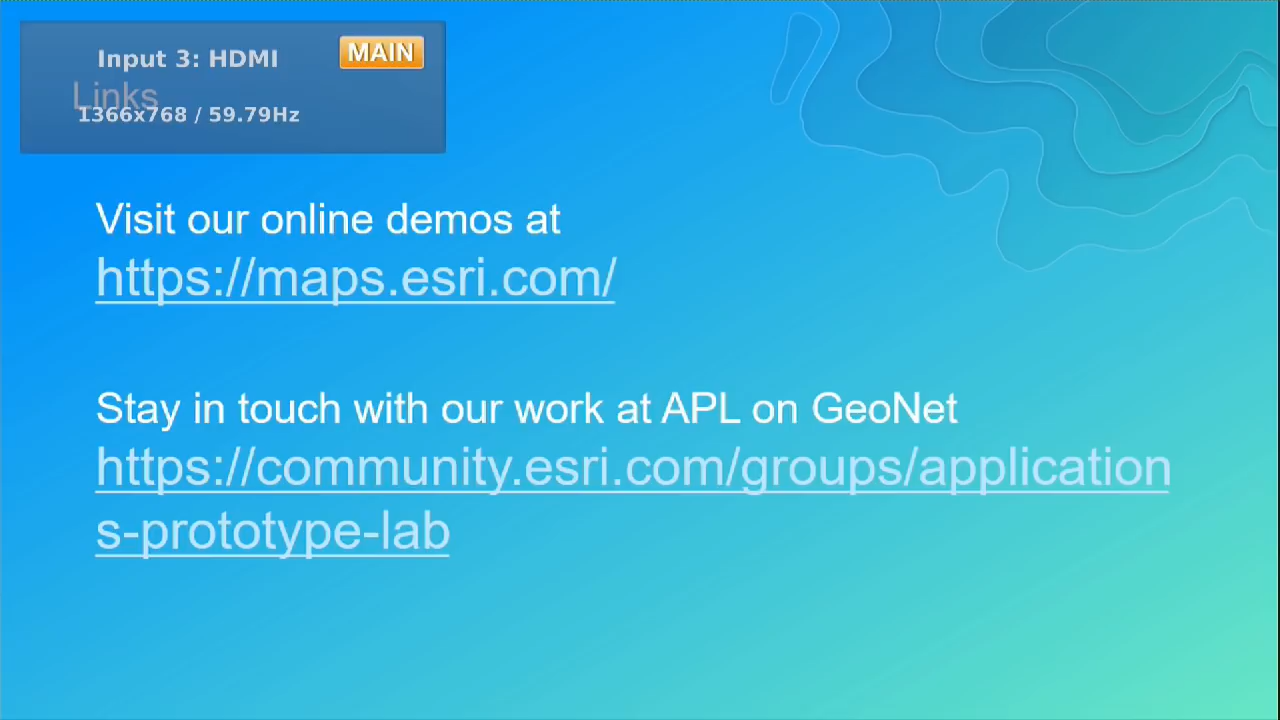 Input 3: HDMI
MAIN
Links
1366x768 / 59.79Hz
Visit our online demos at
https://maps.esri.com/
Stay in touch with our work at APL on GeoNet
https://community.esri.com/groups/application
s-prototype-lab